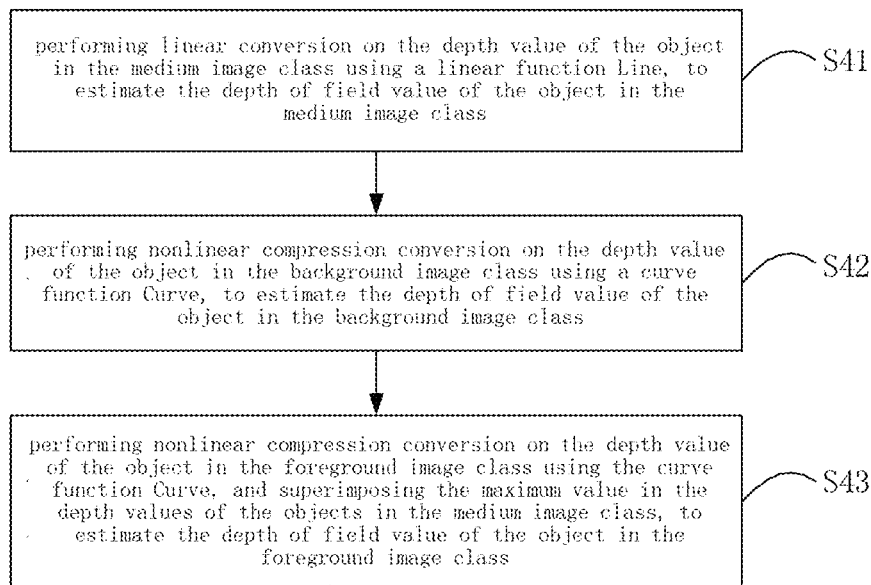 performing linear conversion on the depth value of the object
in the medium image class using a linear function Line, to
estimate the depth of field value of the object in the
medium image class
S41
performing nonlinear compression conversion on the depth value
of the object in the background image class using a curve
function Curve, to estimate the depth of field value of the
object in the background image class
S42
performing nonlinear compression conversion on the depth value
of the object in the foreground image class using the curve
function Curve, and superimposing the maximum value in the
depth values of the objects in the medium image class, to
estimate the depth of field value of the object in the
foreground image class
S43